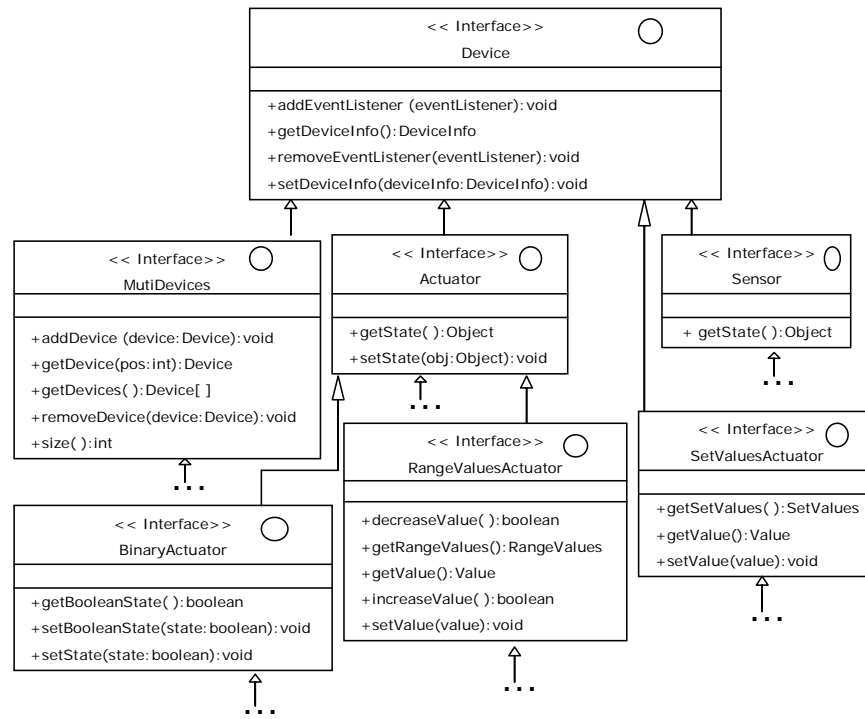 << Interface>>
Device
+addEventListener (eventListener):void
+getDeviceInfo():DeviceInfo
+removeEventListener(eventListener):void
+setDeviceInfo(deviceInfo:DeviceInfo):void
<< Interface>>
MutiDevices
+addDevice (device:Device):void
+getDevice(pos:int):Device
+getDevices( ):Device[ ]
+removeDevice(device:Device):void
+size( ):int
...
<< Interface>>
Actuator
+getState( ):Object
+setState(obj:Object):void
...
<< Interface>>
Sensor
+ getState( ):Object
...
<< Interface>>
BinaryActuator
+getBooleanState( ):boolean
+setBooleanState(state:boolean):void
+setState(state:boolean):void
...
<< Interface>>
RangeValuesActuator
+decreaseValue( ):boolean
+getRangeValues():RangeValues
+getValue():Value
+increaseValue( ):boolean
+setValue(value):void
...
<< Interface>>
SetValuesActuator
+getSetValues( ):SetValues
+getValue():Value
+setValue(value):void
...